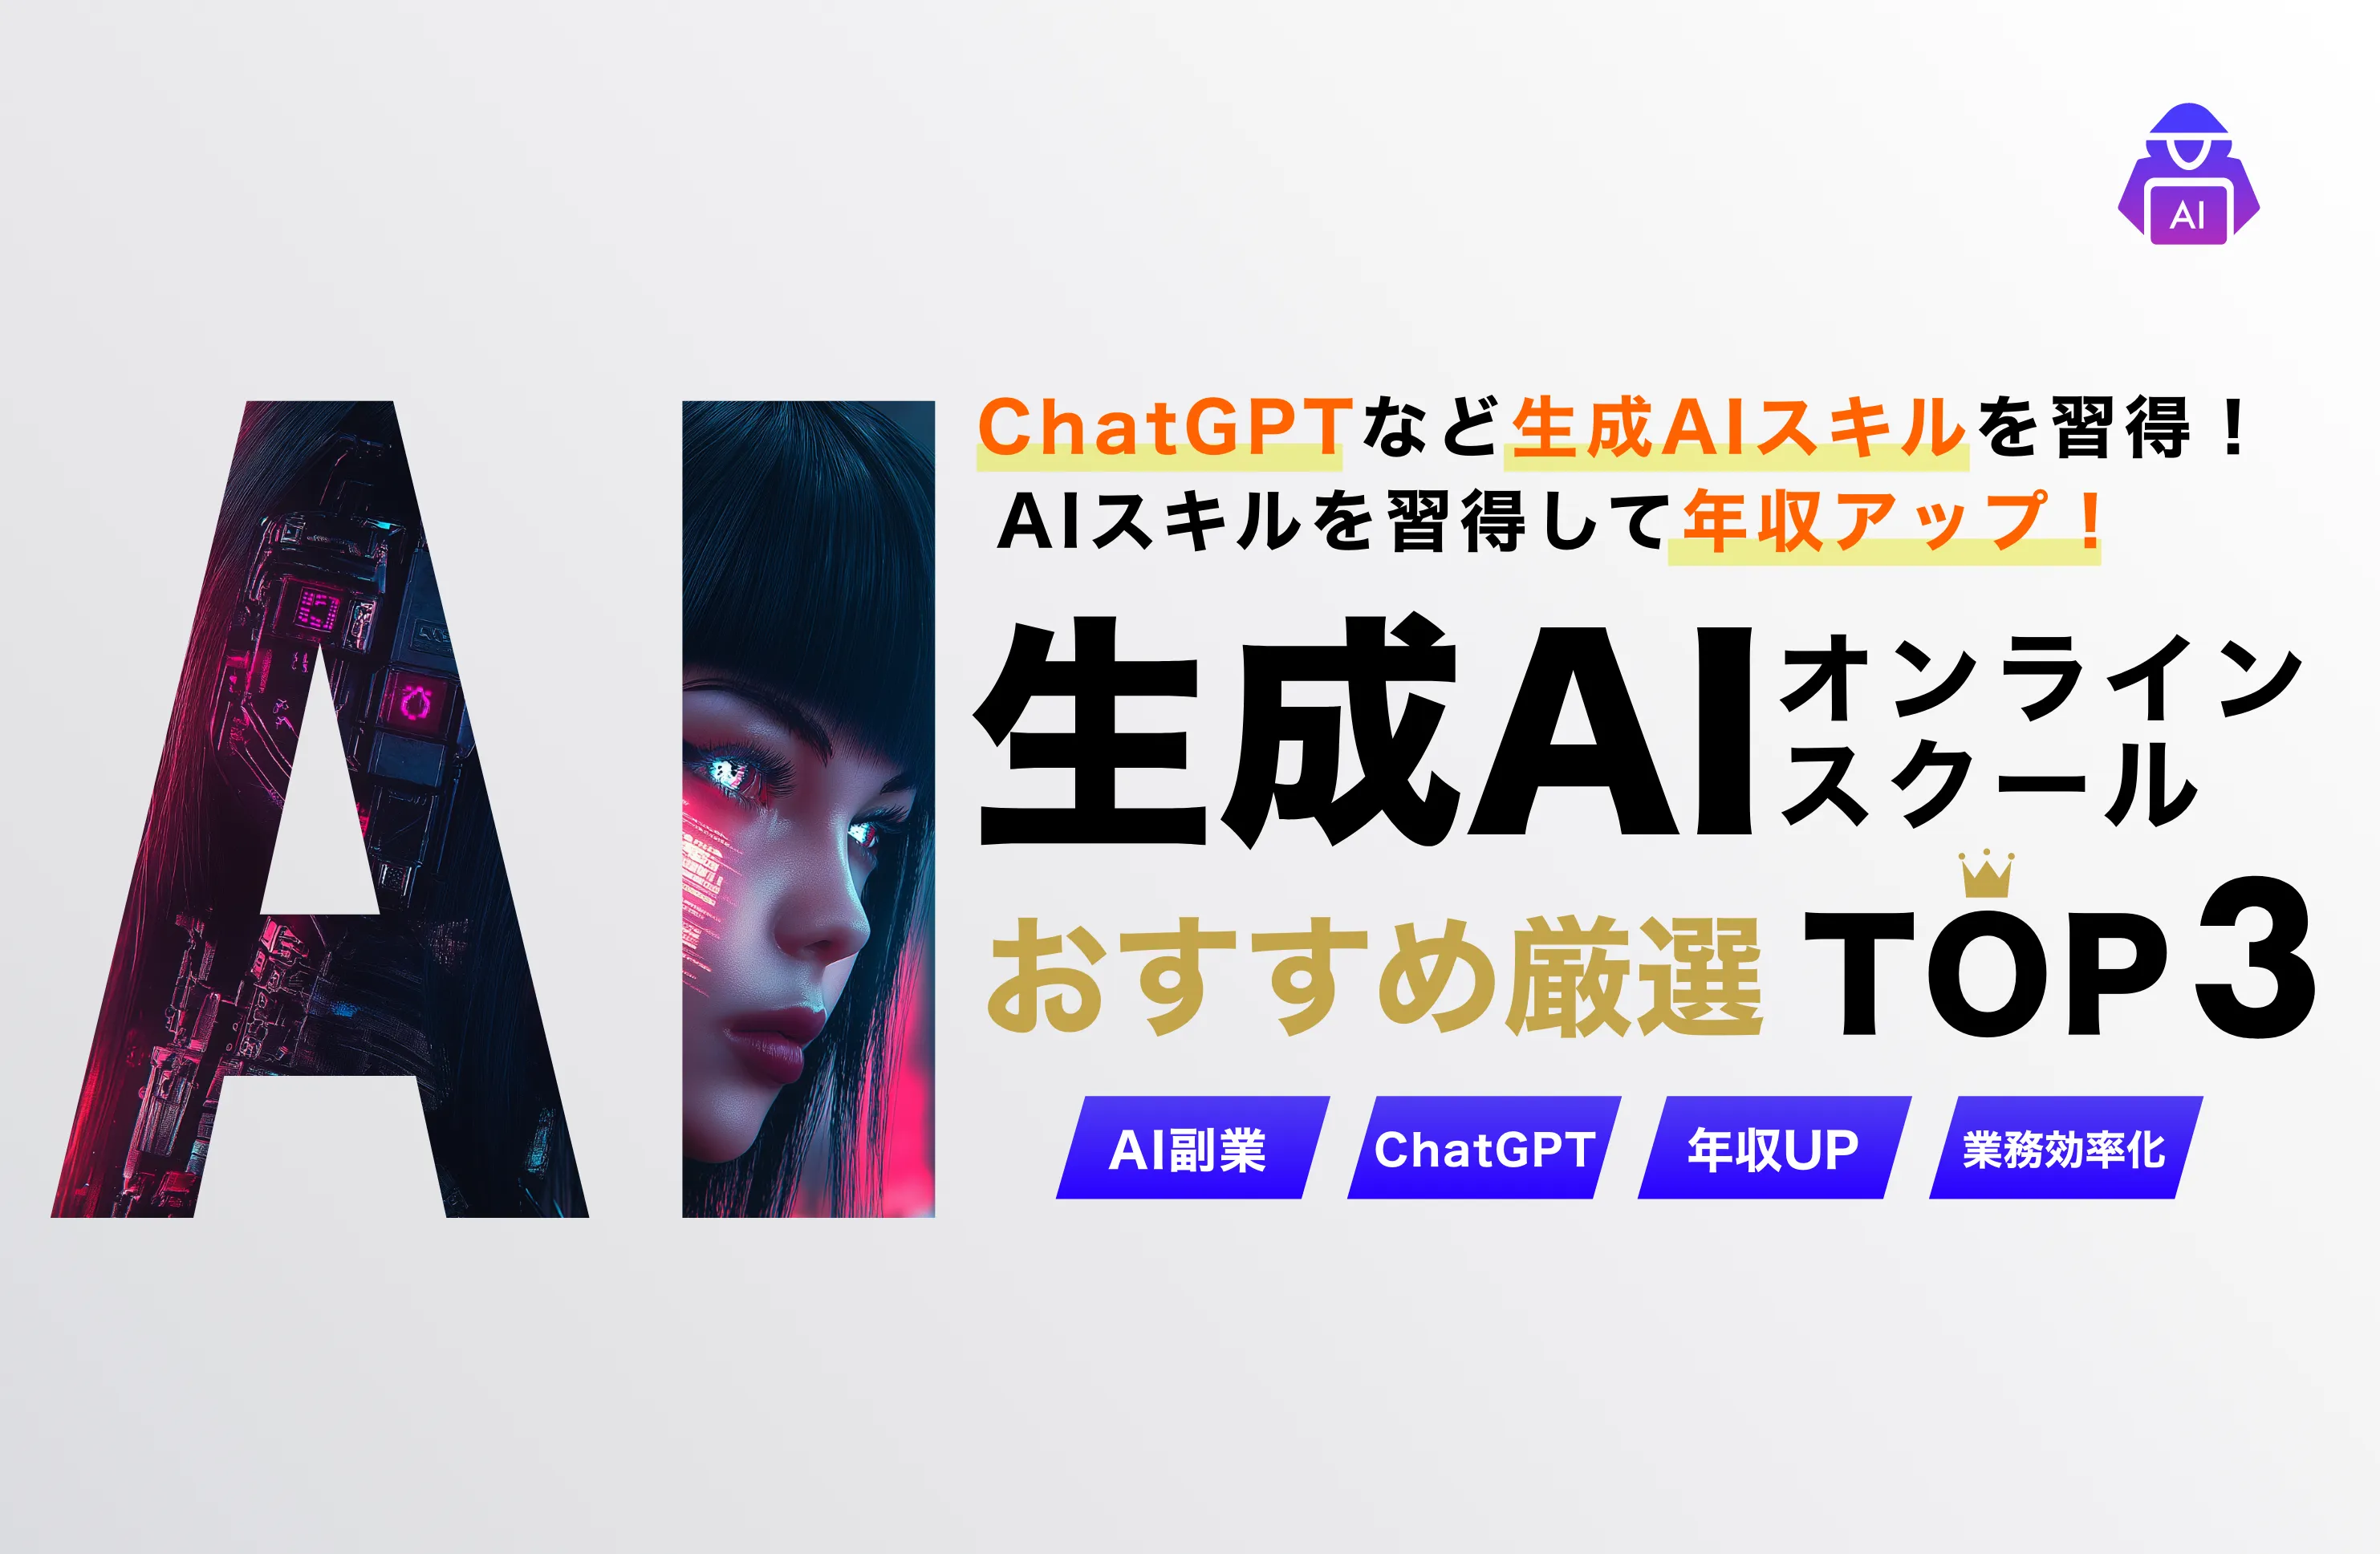 AI
AI
ChatGPTなど生成AIスキルを習得！
AIスキルを習得して年収アップ！
生成AIオンラインスクール
おすすめ厳選 TOP3
AI副業
ChatGPT
年収UP
業務効率化